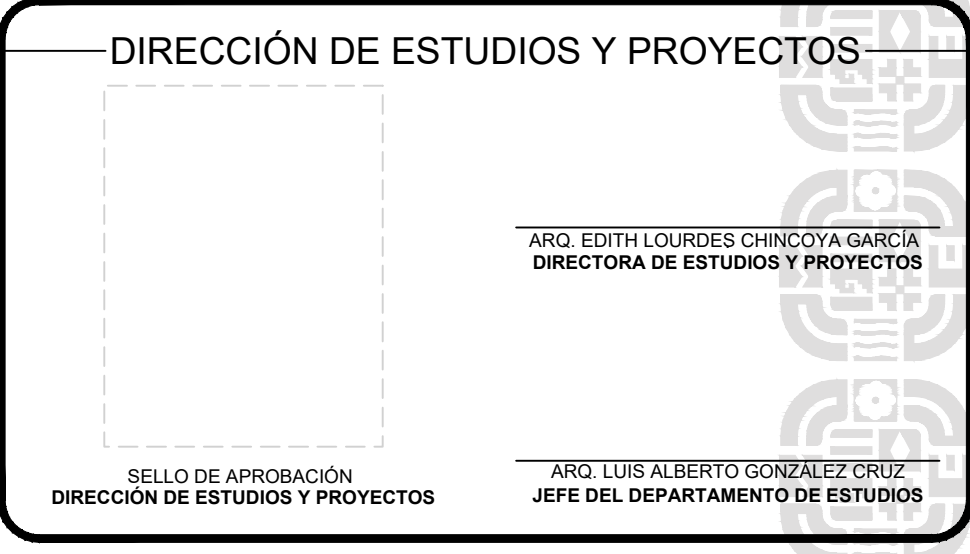 DIRECCIÓN DE ESTUDIOS Y PROYECTOS
ARQ. EDITH LOURDES CHINCOYA GARCÍA
DIRECTORA DE ESTUDIOS Y PROYECTOS
SELLO DE APROBACIÓN
DIRECCIÓN DE ESTUDIOS Y PROYECTOS
ARQ. LUIS ALBERTO GONZÁLEZ CRUZ
JEFE DEL DEPARTAMENTO DE ESTUDIOS